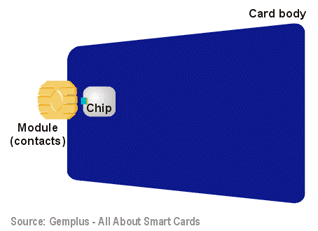 Card body
Chip
Module
(contacts)
Source: Gemplus - All About Smart Cards